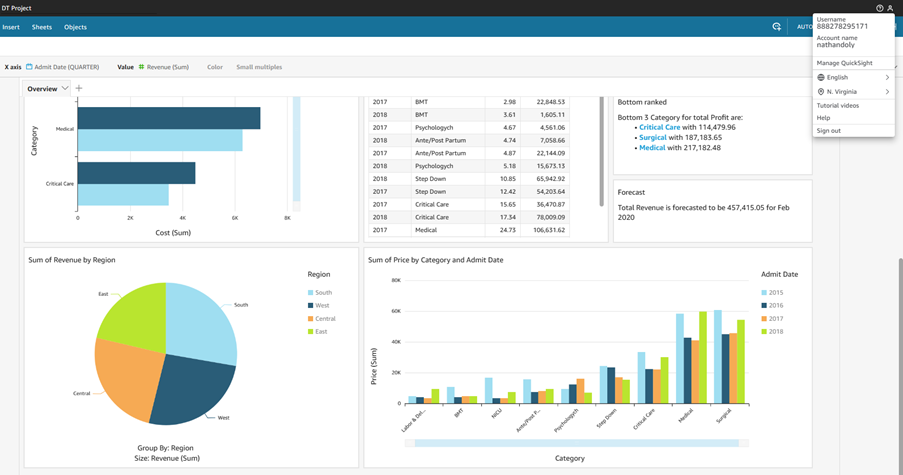 DT Project
Insert Sheets Objects
AUTO
Username
888278295171
Account name
nathandoly
Manage QuickSight
English
N. Virginia
Tutorial videos
Help
Sign out
X axis Admit Date (QUARTER) Value Revenue (Sum) Color Small multiples
Overview
Category
Medical
Critical Care
0 2K 4K 6K 8K
Cost (Sum)
2017 BMT 2.98 22,848.53
2018 BMT 3.61 1,605.11
2017 Psychologych 4.67 4,561.06
2018 Ante/Post Partum 4.74 7,058.66
2017 Ante/Post Partum 4.87 22,144.09
2018 Psychologych 5.18 15,673.13
2018 Step Down 10.85 65,942.92
2017 Step Down 12.42 54,203.64
2017 Critical Care 15.65 36,470.87
2018 Critical Care 17.34 78,009.09
2017 Medical 24.73 106,631.62
Bottom ranked
Bottom 3 Category for total Profit are:
• Critical Care with 114,479.96
• Surgical with 187,183.65
• Medical with 217,182.48
Forecast
Total Revenue is forecasted to be 457,415.05 for Feb
2020
Sum of Revenue by Region
East
South
Central
West
Region
South
West
Central
East
Group By: Region
Size: Revenue (Sum)
Sum of Price by Category and Admit Date
Price (Sum)
80K
60K
40K
20K
0
Labor & Del...
BMT
NICU
Ante/Post P...
Psychologych
Step Down
Critical Care
Medical
Surgical
Category
Admit Date
2015
2016
2017
2018